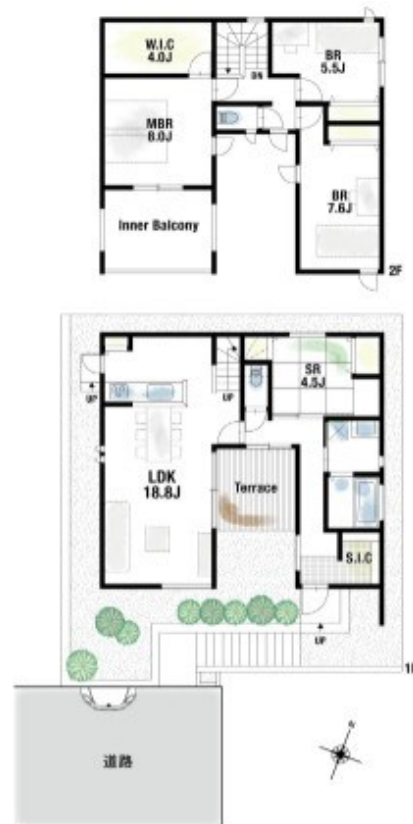 W.I.C
4.0J
DN
BR
5.5J
MBR
8.0J
BR
7.6J
Inner Balcony
2F
UP
UP
SR
4.5J
LDK
18.8J
Terrace
S.I.C
UP
道路
N